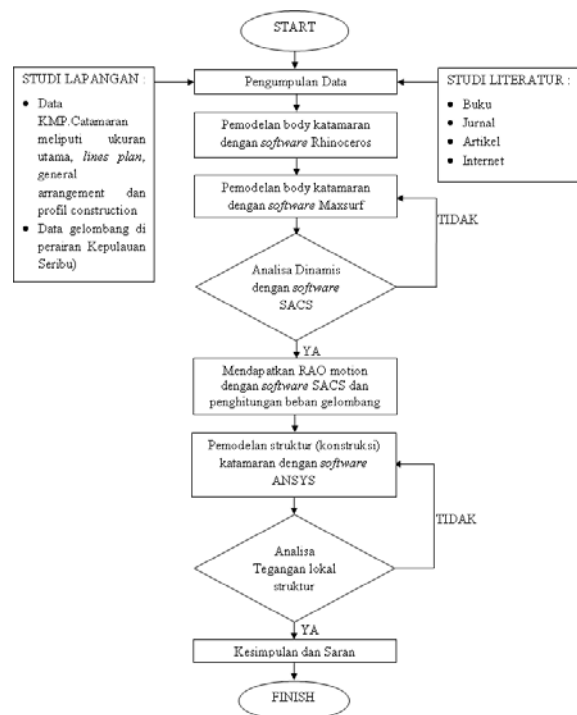 START
STUDI LAPANGAN :
• Data
KMP.Catamaran
meliputi ukuran
utama, lines plan,
general
arrangement dan
profil construction
• Data gelombang di
perairan Kepulauan
Seribu)
Pengumpulan Data
STUDI LITERATUR :
• Buku
• Jurnal
• Artikel
• Internet
Pemodelan body katamaran
dengan software Rhinoceros
Pemodelan body katamaran
dengan software Maxsurf
TIDAK
Analisa Dinamis
dengan software
SACS
YA
Mendapatkan RAO motion
dengan software SACS dan
penghitungan beban gelombang
Pemodelan struktur (konstruksi)
katamaran dengan software
ANSYS
TIDAK
Analisa
Tegangan lokal
struktur
YA
Kesimpulan dan Saran
FINISH